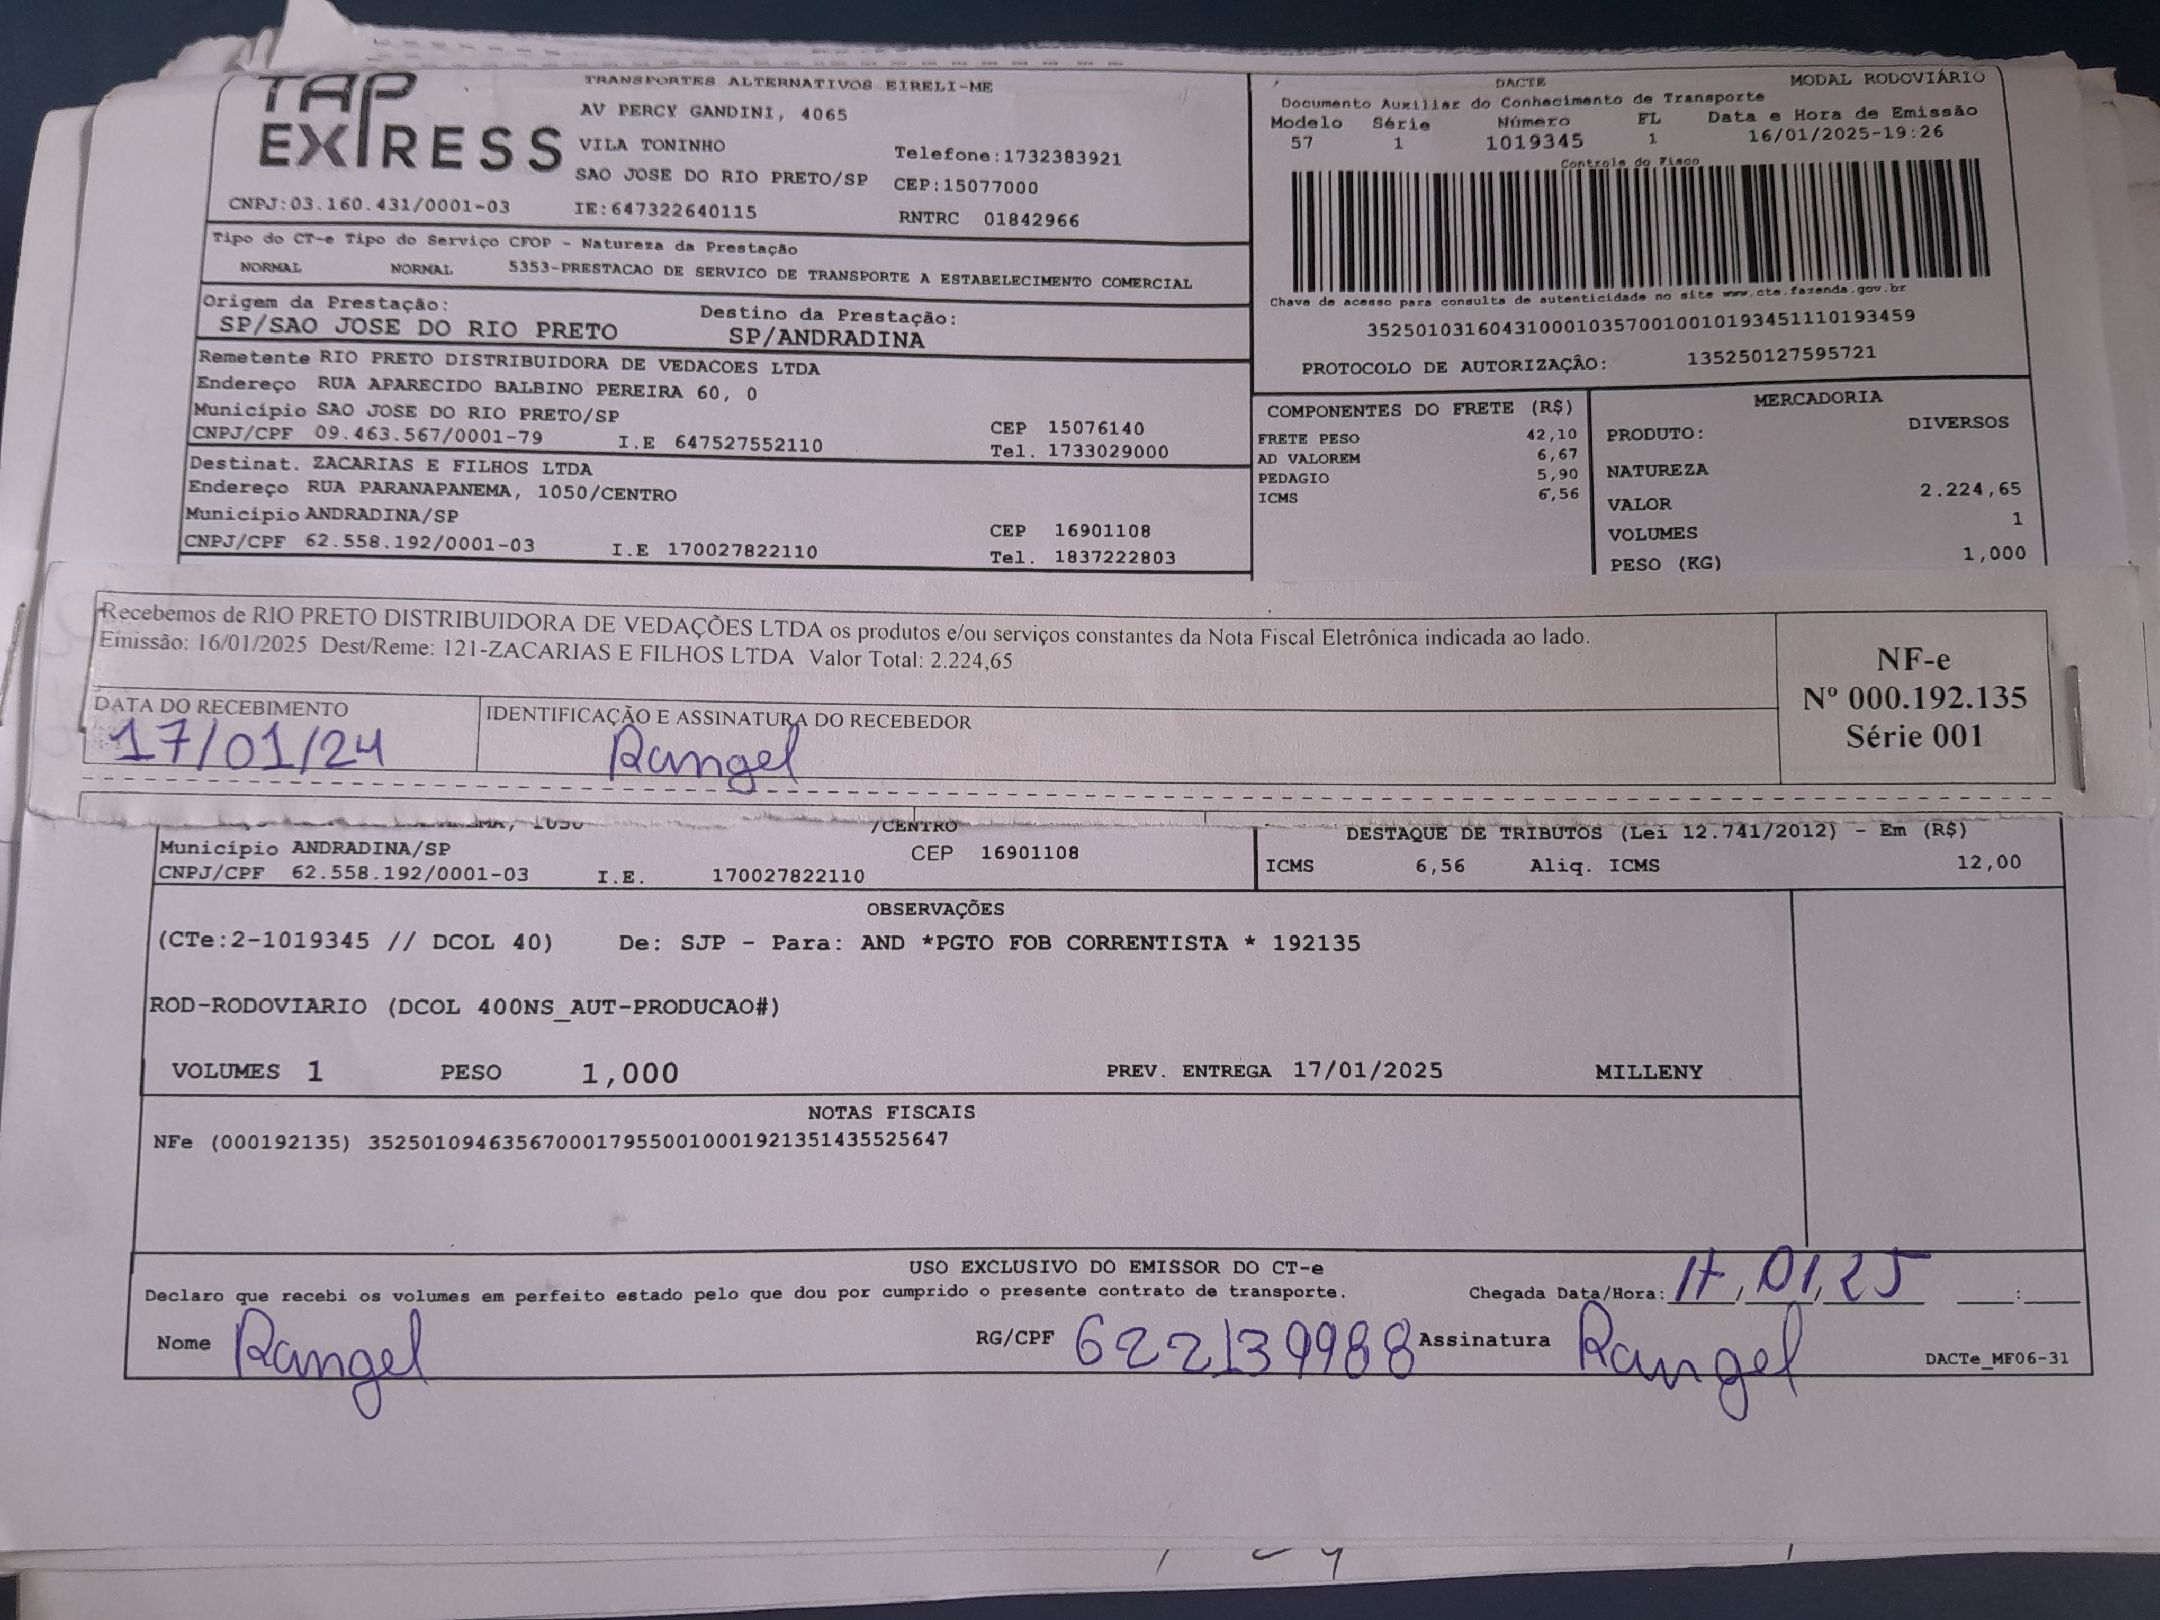 TAP
EXPRESS
TRANSPORTES ALTERNATIVOS EIRELI-ME
AV PERCY GANDINI, 4065
VILA TONINHO
Telefone:1732383921
SAO JOSE DO RIO PRETO/SP CEP:15077000
CNPJ:03.160.431/0001-03 IE:647322640115 RNTRC 01842966
DACTE MODAL RODOVIÁRIO
Documento Auxiliar do Conhecimento de Transporte
Modelo Série Número FL Data e Hora de Emissão
57 1 1019345 1 16/01/2025-19:26
Controle do Fisco
Chave de acesso para consulta de autenticidade no site www.cte.fazenda.gov.br
35250103160431000103570010010193451110193459
PROTOCOLO DE AUTORIZAÇÃO: 135250127595721
Tipo do CT-e Tipo do Serviço CFOP - Natureza da Prestação
NORMAL NORMAL 5353-PRESTACAO DE SERVICO DE TRANSPORTE A ESTABELECIMENTO COMERCIAL
Origem da Prestação: Destino da Prestação:
SP/SAO JOSE DO RIO PRETO SP/ANDRADINA
Remetente RIO PRETO DISTRIBUIDORA DE VEDACOES LTDA
Endereço RUA APARECIDO BALBINO PEREIRA 60, 0
Município SAO JOSE DO RIO PRETO/SP CEP 15076140
CNPJ/CPF 09.463.567/0001-79 I.E 647527552110 Tel. 1733029000
Destinat. ZACARIAS E FILHOS LTDA
Endereço RUA PARANAPANEMA, 1050/CENTRO
Município ANDRADINA/SP CEP 16901108
CNPJ/CPF 62.558.192/0001-03 I.E 170027822110 Tel. 1837222803
COMPONENTES DO FRETE (R$)
FRETE PESO 42,10
AD VALOREM 6,67
PEDAGIO 5,90
ICMS 6,56
MERCADORIA
PRODUTO: DIVERSOS
NATUREZA
VALOR 2.224,65
VOLUMES 1
PESO (KG) 1,000
Recebemos de RIO PRETO DISTRIBUIDORA DE VEDAÇÕES LTDA os produtos e/ou serviços constantes da Nota Fiscal Eletrônica indicada ao lado.
Emissão: 16/01/2025 Dest/Reme: 121-ZACARIAS E FILHOS LTDA Valor Total: 2.224,65
DATA DO RECEBIMENTO IDENTIFICAÇÃO E ASSINATURA DO RECEBEDOR
17/01/24 Rangel
NF-e
Nº 000.192.135
Série 001
/CENTRO
Município ANDRADINA/SP CEP 16901108
CNPJ/CPF 62.558.192/0001-03 I.E. 170027822110
DESTAQUE DE TRIBUTOS (Lei 12.741/2012) - Em (R$)
ICMS 6,56 Aliq. ICMS 12,00
OBSERVAÇÕES
(CTe:2-1019345 // DCOL 40) De: SJP - Para: AND *PGTO FOB CORRENTISTA * 192135
ROD-RODOVIARIO (DCOL 400NS_AUT-PRODUCAO#)
VOLUMES 1 PESO 1,000 PREV. ENTREGA 17/01/2025 MILLENY
NOTAS FISCAIS
NFe (000192135) 35250109463567000179550010001921351435525647
USO EXCLUSIVO DO EMISSOR DO CT-e
Declaro que recebi os volumes em perfeito estado pelo que dou por cumprido o presente contrato de transporte. Chegada Data/Hora: 17/01/25 __:__
Nome Rangel RG/CPF 622139988 Assinatura Rangel
DACTe_MF06-31